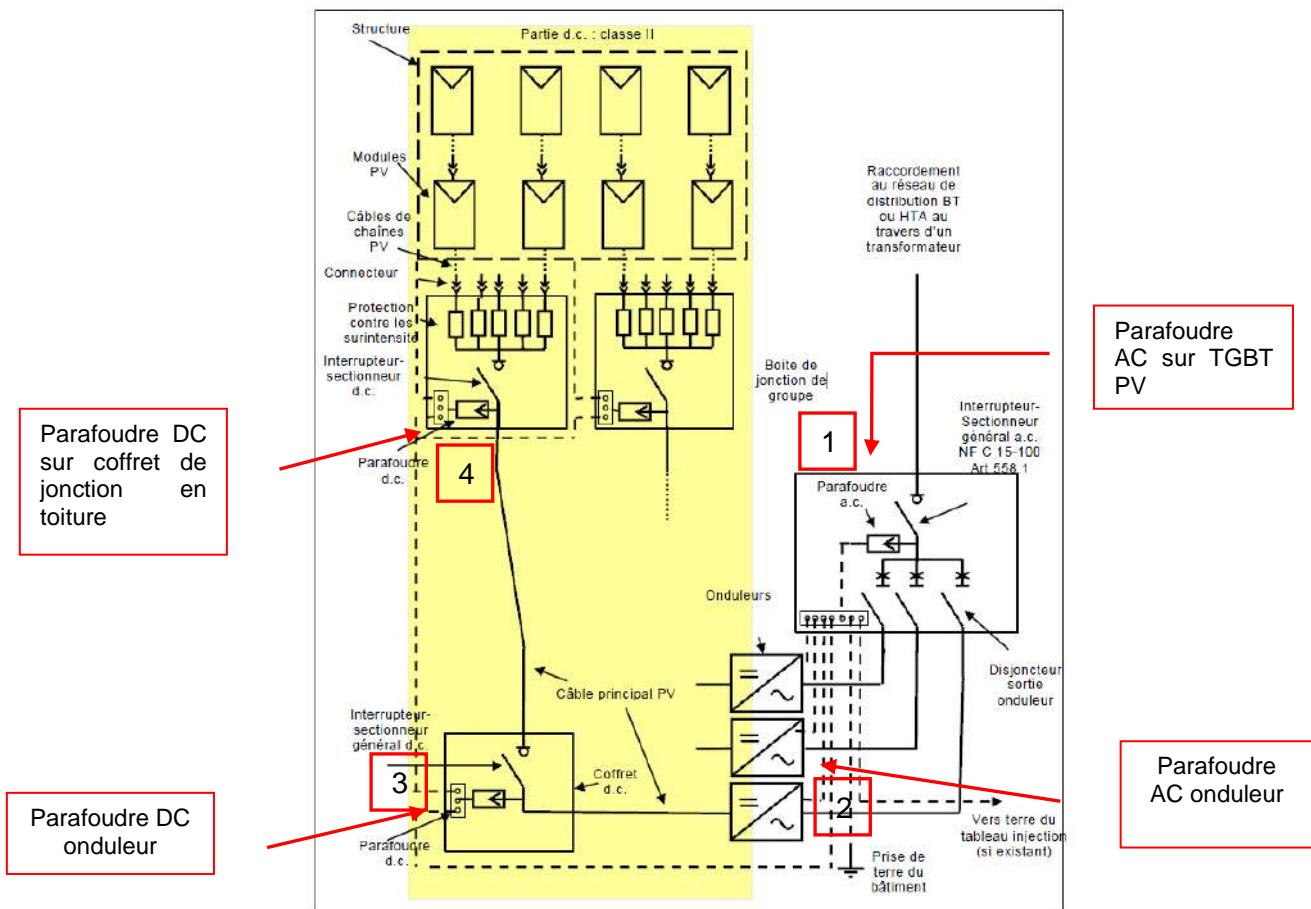 Structure
Partie d.c. : classe II
Modules
PV
Câbles de
chaînes
PV
Connecteur
Protection
contre les
surintensité
Interrupteur-
sectionneur
d.c.
Parafoudre
d.c.
4
Parafoudre DC
sur coffret de
jonction en
toiture
Raccordement
au réseau de
distribution BT
ou HTA au
travers d'un
transformateur
Boite de
jonction de
groupe
1
Parafoudre
AC sur TGBT
PV
Interrupteur-
Sectionneur
général a.c.
NF C 15-100
Art 558.1
Parafoudre
a.c.
Onduleurs
Disjoncteur
sortie
onduleur
Câble principal PV
Interrupteur-
sectionneur
général d.c.
3
Coffret
d.c.
Parafoudre DC
onduleur
Parafoudre
d.c.
2
Parafoudre
AC onduleur
Vers terre du
tableau injection
(si existant)
Prise de
terre du
bâtiment